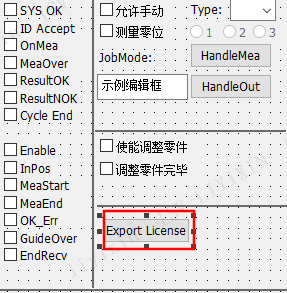 SYS OK
ID Accept
OnMea
MeaOver
ResultOK
ResultNOK
Cycle End
Enable
InPos
MeaStart
MeaEnd
OK_Err
GuideOver
EndRecv
允许手动
测量零位
Type:
1 2 3
JobMode:
HandleMea
示例编辑框
HandleOut
使能调整零件
调整零件完毕
Export License